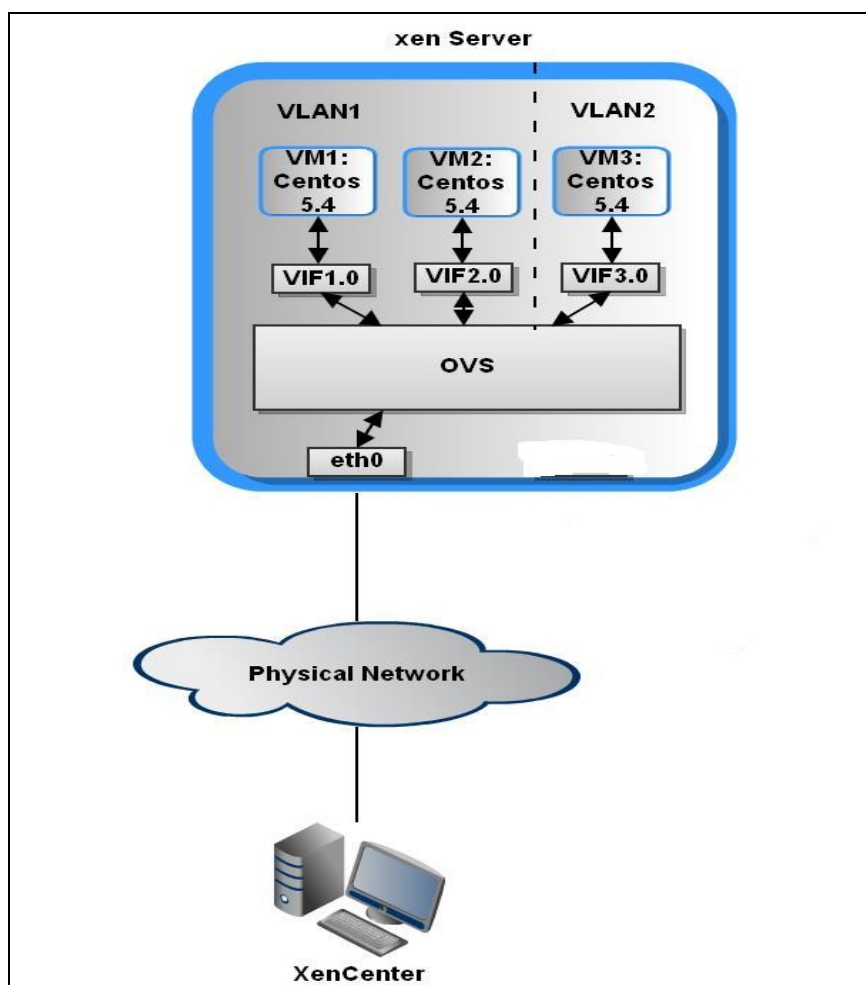 xen Server
VLAN1
VLAN2
VM1:
Centos
5.4
VM2:
Centos
5.4
VM3:
Centos
5.4
VIF1.0
VIF2.0
VIF3.0
OVS
eth0
Physical Network
XenCenter